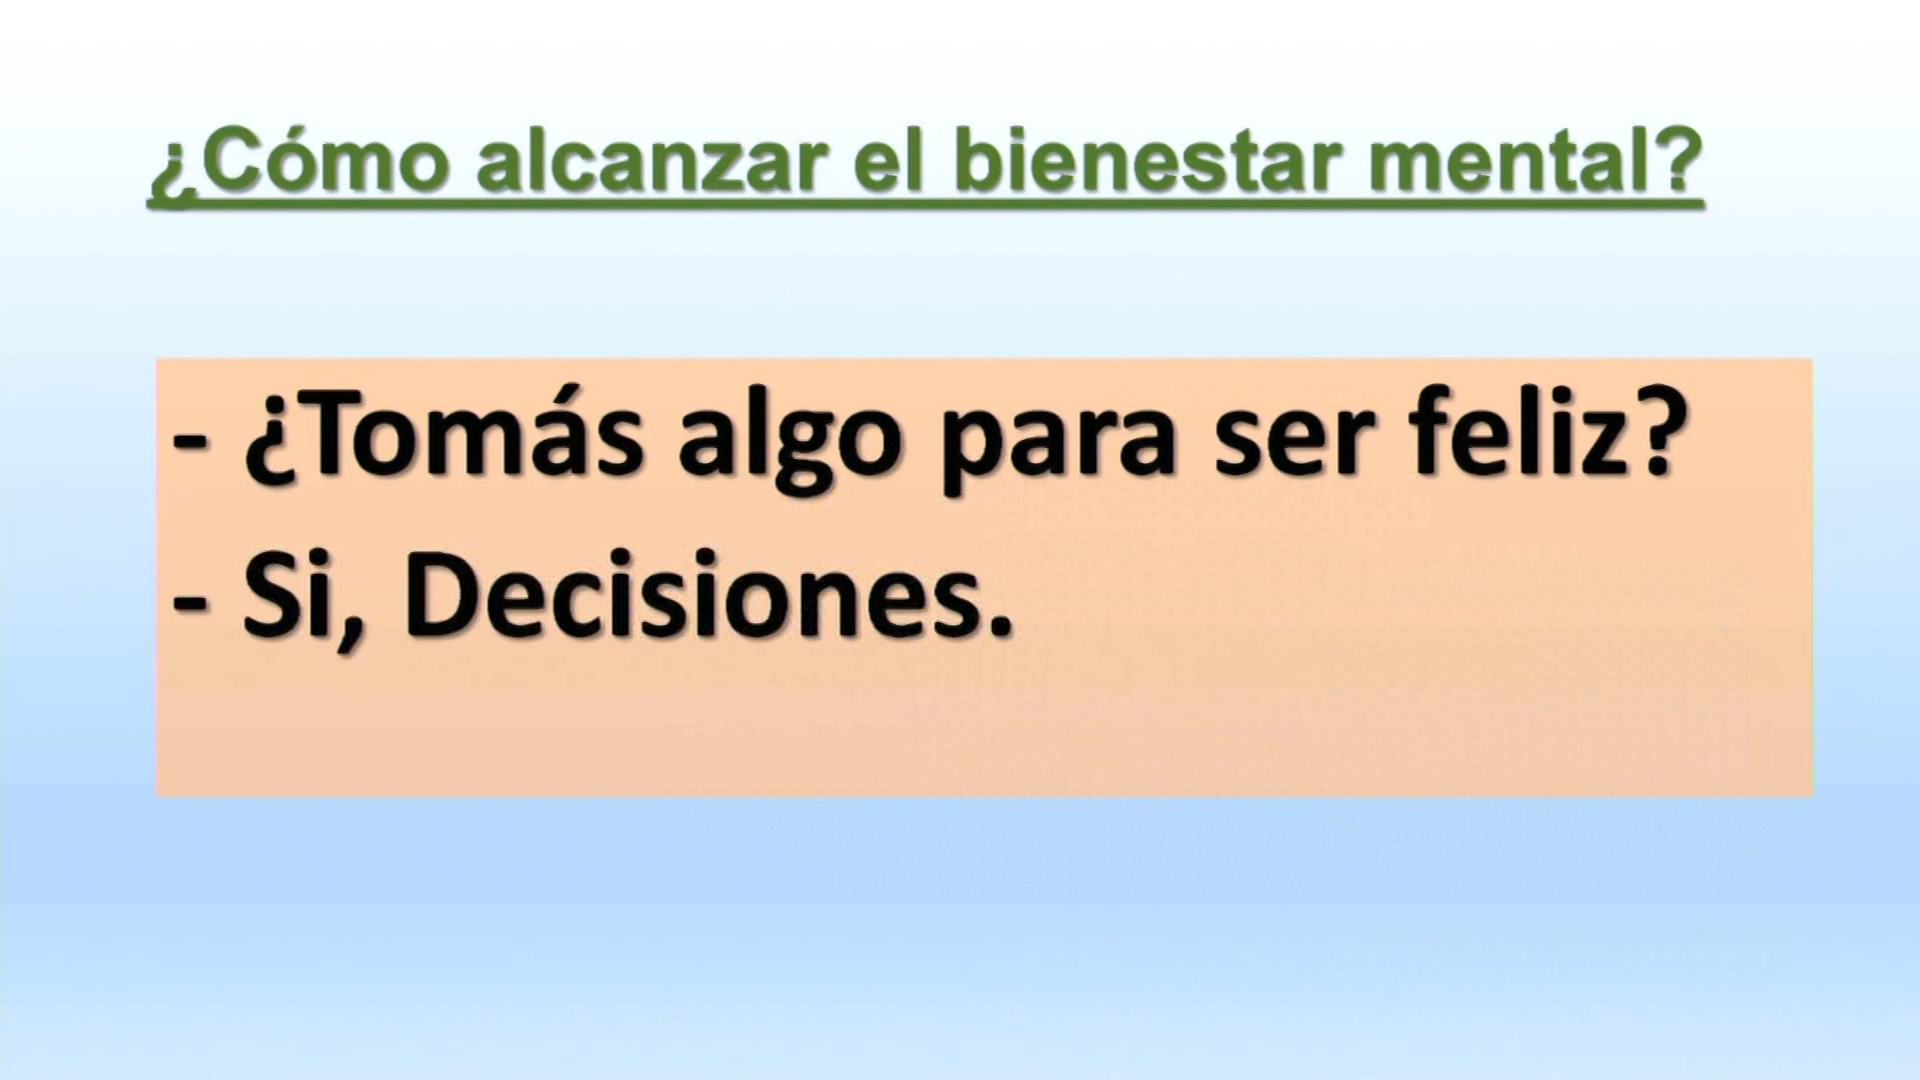 ¿Cómo alcanzar el bienestar mental?
- ¿Tomás algo para ser feliz?
- Si, Decisiones.